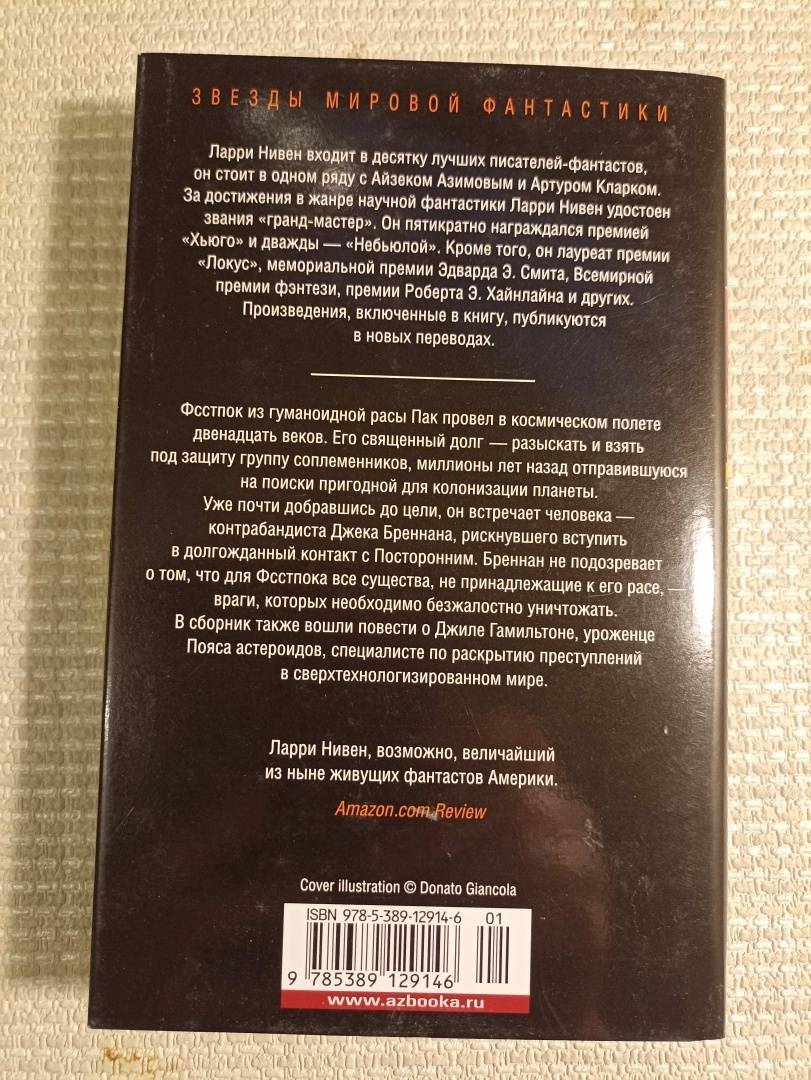 ЗВЕЗДЫ МИРОВОЙ ФАНТАСТИКИ
Ларри Нивен входит в десятку лучших писателей-фантастов,
он стоит в одном ряду с Айзеком Азимовым и Артуром Кларком.
За достижения в жанре научной фантастики Ларри Нивен удостоен
звания «гранд-мастер». Он пятикратно награждался премией
«Хьюго» и дважды — «Небьюлой». Кроме того, он лауреат премии
«Локус», мемориальной премии Эдварда Э. Смита, Всемирной
премии фэнтези, премии Роберта Э. Хайнлайна и других.
Произведения, включенные в книгу, публикуются
в новых переводах.
Фсстпок из гуманоидной расы Пак провел в космическом полете
двенадцать веков. Его священный долг — разыскать и взять
под защиту группу соплеменников, миллионы лет назад отправившуюся
на поиски пригодной для колонизации планеты.
Уже почти добравшись до цели, он встречает человека —
контрабандиста Джека Бреннана, рискнувшего вступить
в долгожданный контакт с Посторонним. Бреннан не подозревает
о том, что для Фсстпока все существа, не принадлежащие к его расе, —
враги, которых необходимо безжалостно уничтожать.
В сборник также вошли повести о Джиле Гамильтоне, уроженце
Пояса астероидов, специалисте по раскрытию преступлений
в сверхтехнологизированном мире.
Ларри Нивен, возможно, величайший
из ныне живущих фантастов Америки.
Amazon.com Review
Cover illustration © Donato Giancola
ISBN 978-5-389-12914-6 01
9 785389 129146
www.azbooka.ru